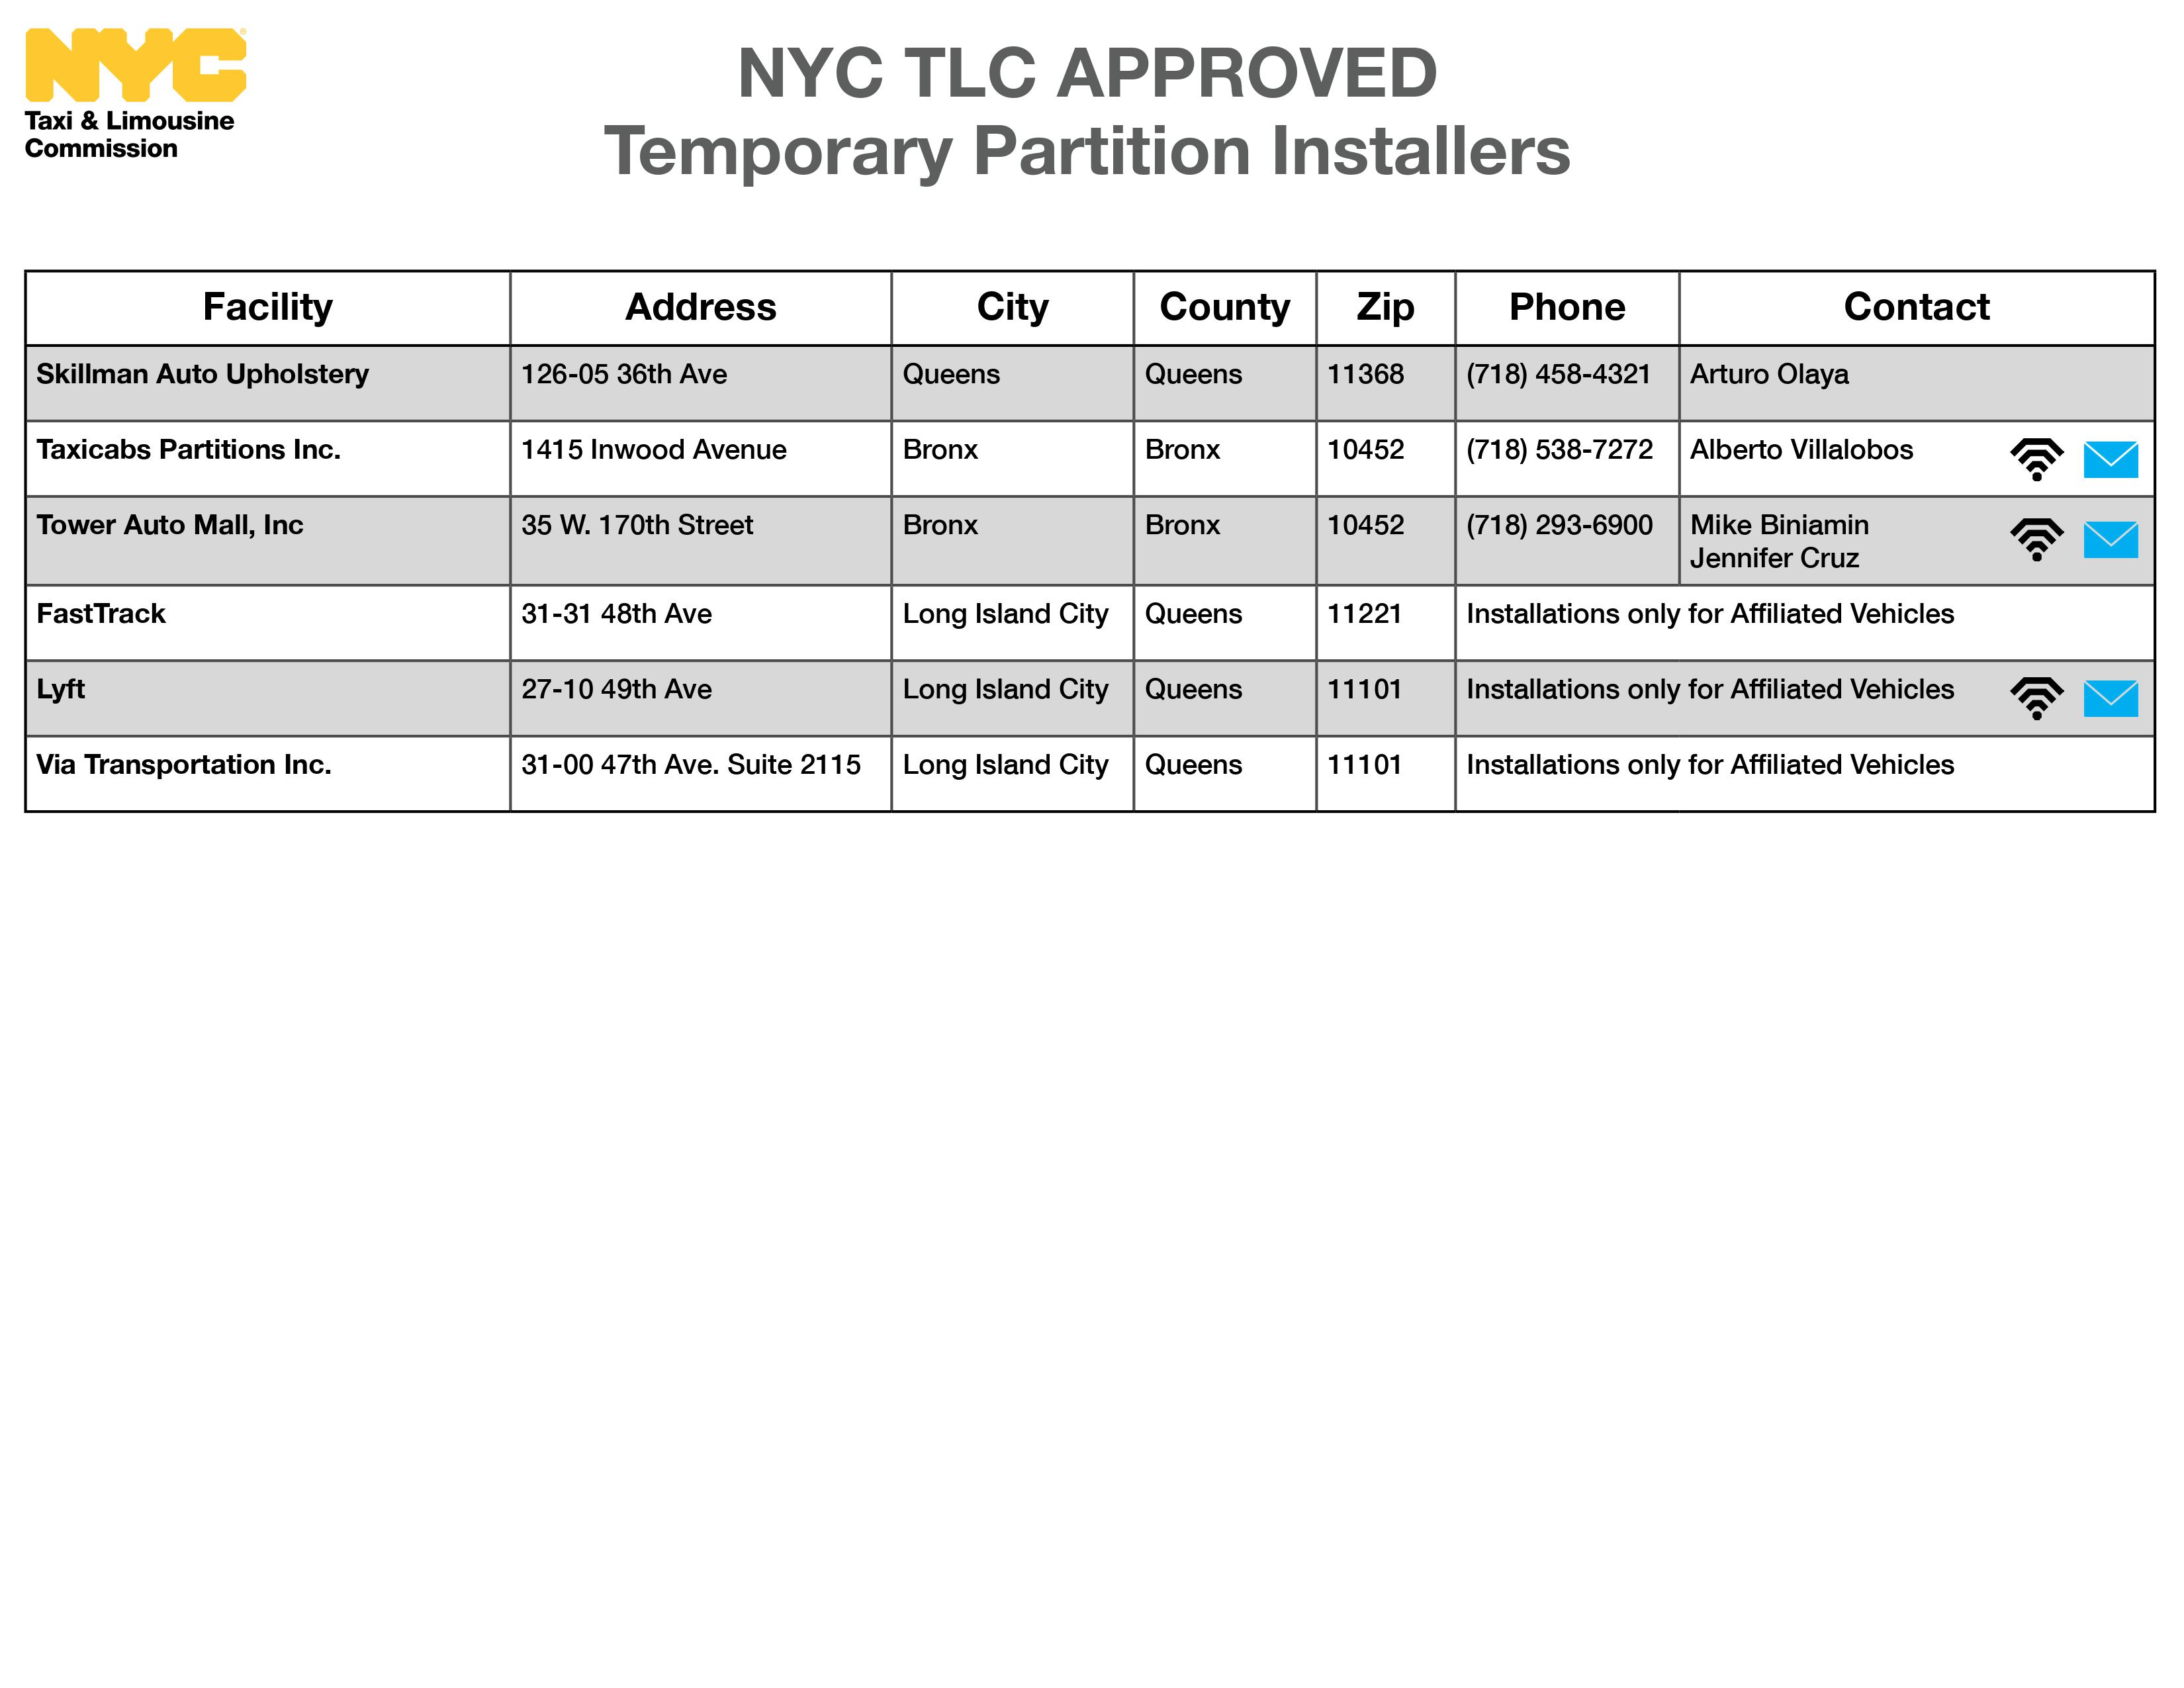 NYC
Taxi & Limousine
Commission
NYC TLC APPROVED
Temporary Partition Installers
Facility Address City County Zip Phone Contact
Skillman Auto Upholstery 126-05 36th Ave Queens Queens 11368 (718) 458-4321 Arturo Olaya
Taxicabs Partitions Inc. 1415 Inwood Avenue Bronx Bronx 10452 (718) 538-7272 Alberto Villalobos
Tower Auto Mall, Inc 35 W. 170th Street Bronx Bronx 10452 (718) 293-6900 Mike Biniamin
Jennifer Cruz
FastTrack 31-31 48th Ave Long Island City Queens 11221 Installations only for Affiliated Vehicles
Lyft 27-10 49th Ave Long Island City Queens 11101 Installations only for Affiliated Vehicles
Via Transportation Inc. 31-00 47th Ave. Suite 2115 Long Island City Queens 11101 Installations only for Affiliated Vehicles